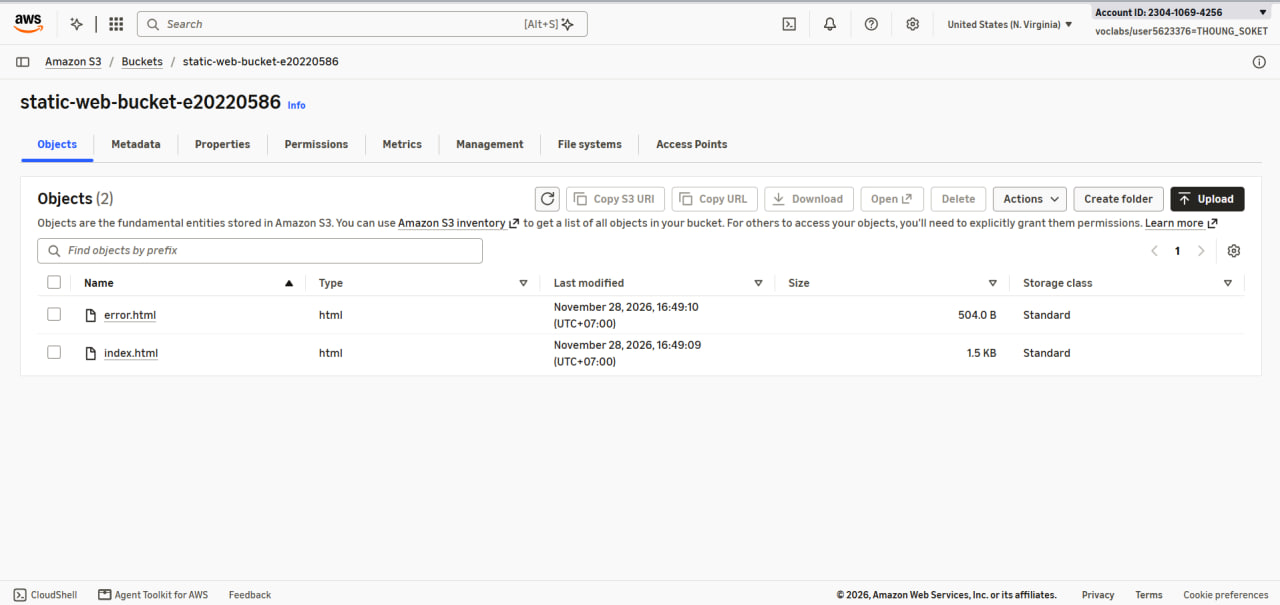 aws
Search [Alt+S]
United States (N. Virginia)
Account ID: 2304-1069-4256
voclabs/user5623376=THOUNG_SOKET
Amazon S3 / Buckets / static-web-bucket-e20220586
static-web-bucket-e20220586 Info
Objects Metadata Properties Permissions Metrics Management File systems Access Points
Objects (2)
Copy S3 URI Copy URL Download Open Delete Actions Create folder Upload
Objects are the fundamental entities stored in Amazon S3. You can use Amazon S3 inventory to get a list of all objects in your bucket. For others to access your objects, you'll need to explicitly grant them permissions. Learn more
Find objects by prefix
1
Name Type Last modified Size Storage class
error.html html November 28, 2026, 16:49:10 (UTC+07:00) 504.0 B Standard
index.html html November 28, 2026, 16:49:09 (UTC+07:00) 1.5 KB Standard
CloudShell Agent Toolkit for AWS Feedback © 2026, Amazon Web Services, Inc. or its affiliates. Privacy Terms Cookie preferences